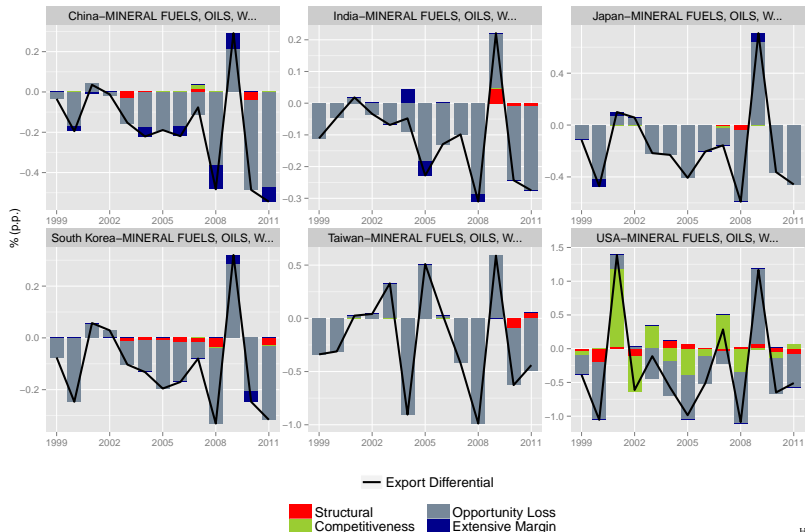 China–MINERAL FUELS, OILS, W...
India–MINERAL FUELS, OILS, W...
Japan–MINERAL FUELS, OILS, W...
0.2
0.0
−0.2
−0.4
0.2
0.1
0.0
−0.1
−0.2
−0.3
0.4
0.0
−0.4
1999 2002 2005 2008 2011
1999 2002 2005 2008 2011
1999 2002 2005 2008 2011
% (p.p.)
South Korea–MINERAL FUELS, OILS, W...
Taiwan–MINERAL FUELS, OILS, W...
USA–MINERAL FUELS, OILS, W...
0.2
0.0
−0.2
0.5
0.0
−0.5
−1.0
1.5
1.0
0.5
0.0
−0.5
−1.0
1999 2002 2005 2008 2011
1999 2002 2005 2008 2011
1999 2002 2005 2008 2011
Export Differential
Structural
Opportunity Loss
Competitiveness
Extensive Margin